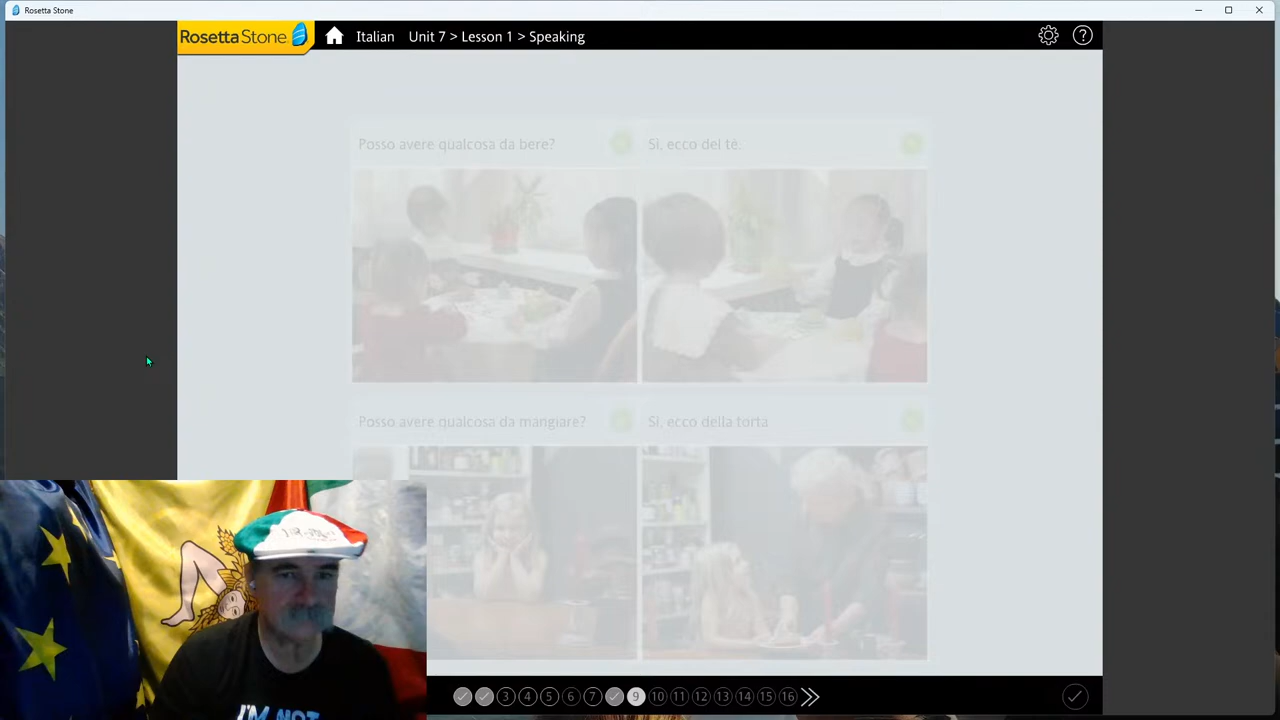 Rosetta Stone
RosettaStone
Italian Unit 7 > Lesson 1 > Speaking
Posso avere qualcosa da bere?
Sì, ecco del tè.
Posso avere qualcosa da mangiare?
Sì, ecco della torta
I'M NOT
3 4 5 6 7 9 10 11 12 13 14 15 16